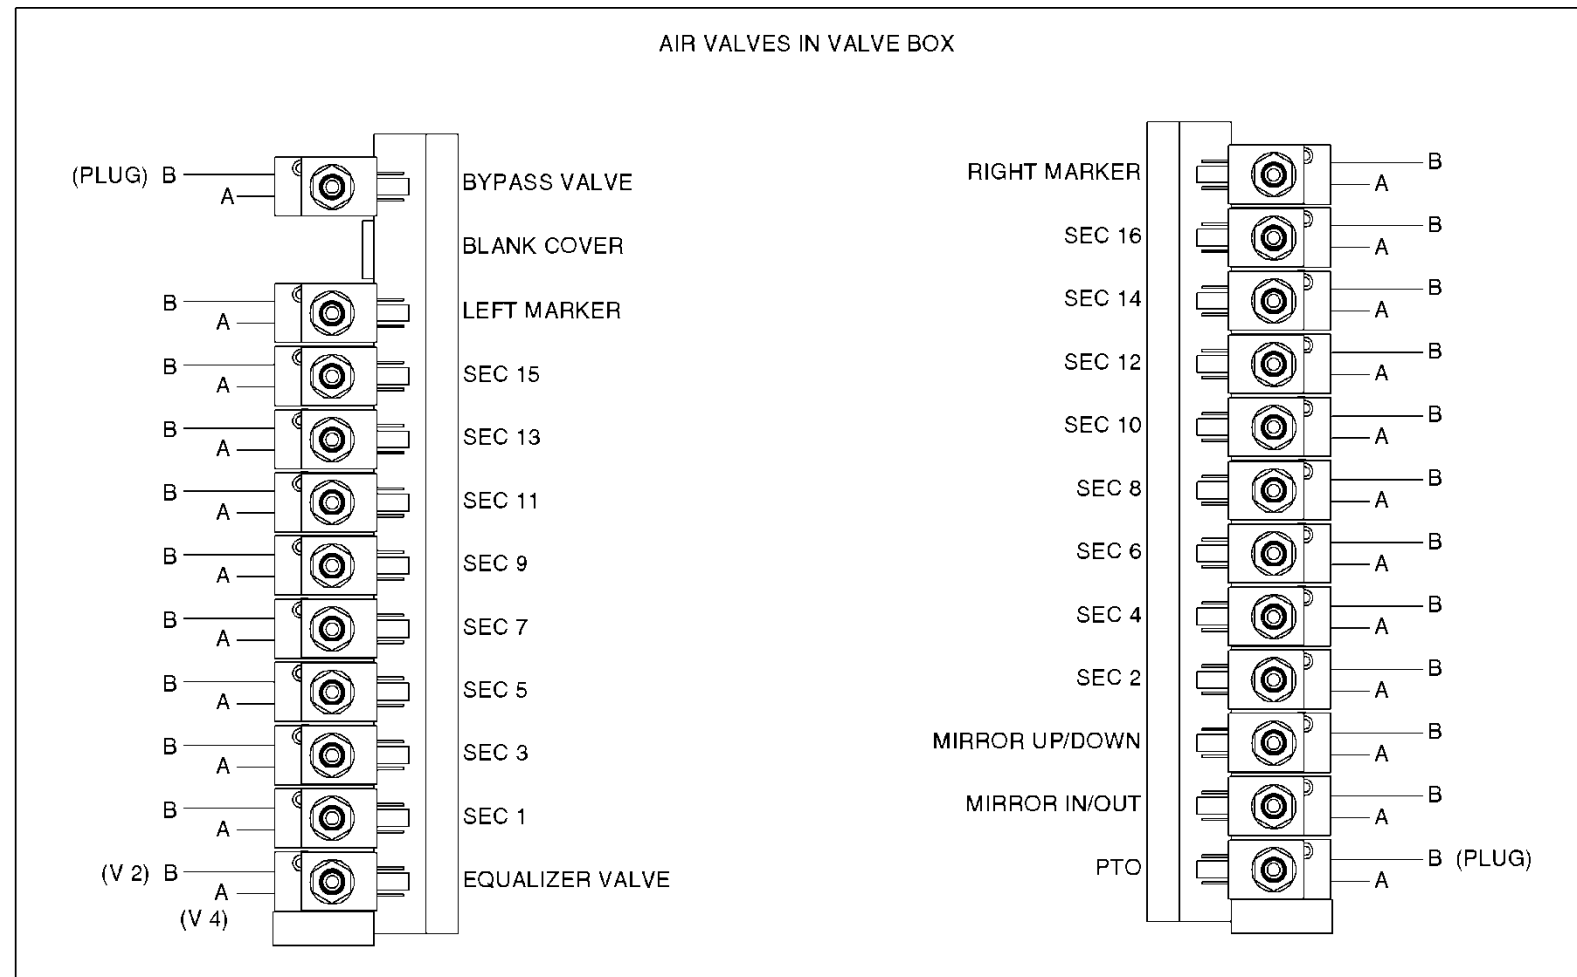 AIR VALVES IN VALVE BOX
(PLUG) B
A
BYPASS VALVE
BLANK COVER
B
A
LEFT MARKER
B
A
SEC 15
B
A
SEC 13
B
A
SEC 11
B
A
SEC 9
B
A
SEC 7
B
A
SEC 5
B
A
SEC 3
B
A
SEC 1
(V 2) B
A
(V 4)
EQUALIZER VALVE
RIGHT MARKER
B
A
SEC 16
B
A
SEC 14
B
A
SEC 12
B
A
SEC 10
B
A
SEC 8
B
A
SEC 6
B
A
SEC 4
B
A
SEC 2
B
A
MIRROR UP/DOWN
B
A
MIRROR IN/OUT
B
A
PTO
B (PLUG)
A